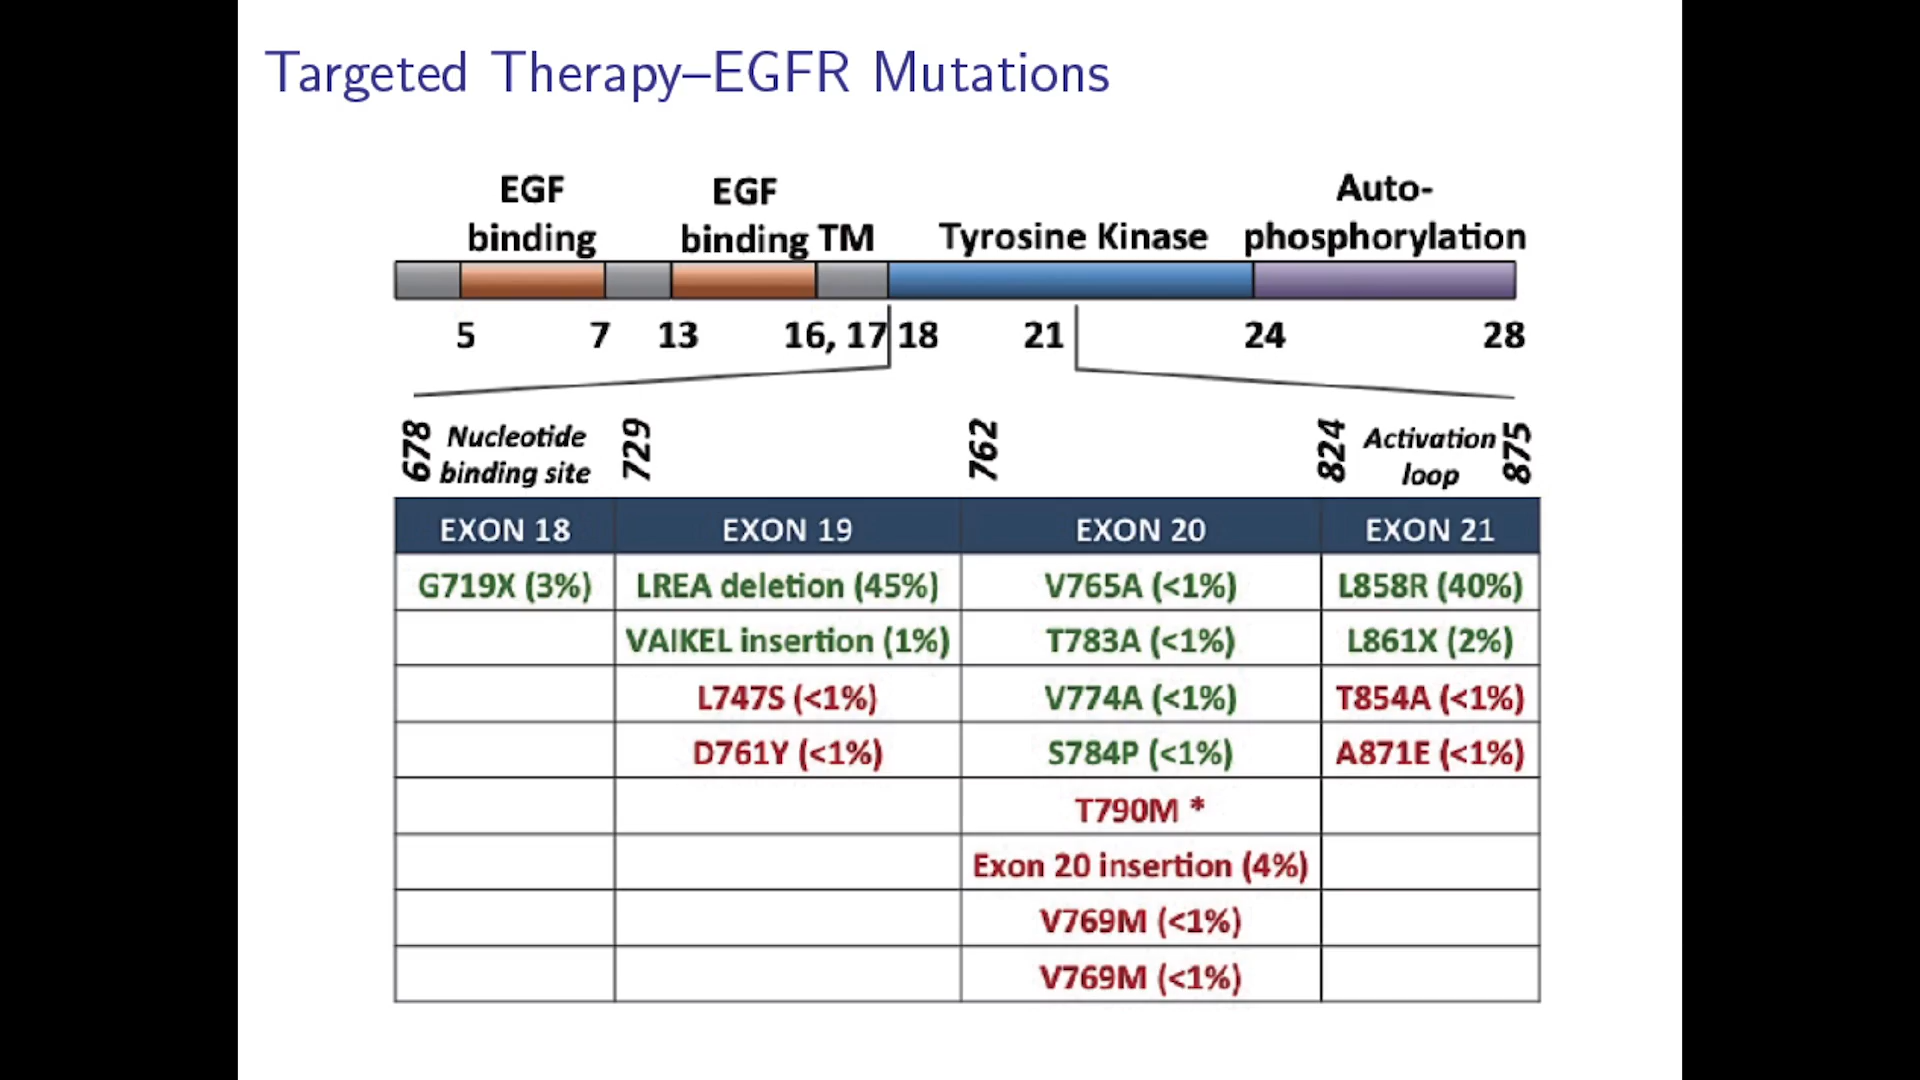 Targeted Therapy–EGFR Mutations
EGF binding
EGF binding
TM
Tyrosine Kinase
Auto-phosphorylation
5 7 13 16, 17 18 21 24 28
678 Nucleotide binding site 729 762 824 Activation loop 875
EXON 18 EXON 19 EXON 20 EXON 21
G719X (3%) LREA deletion (45%) V765A (<1%) L858R (40%)
VAIKEL insertion (1%) T783A (<1%) L861X (2%)
L747S (<1%) V774A (<1%) T854A (<1%)
D761Y (<1%) S784P (<1%) A871E (<1%)
T790M *
Exon 20 insertion (4%)
V769M (<1%)
V769M (<1%)